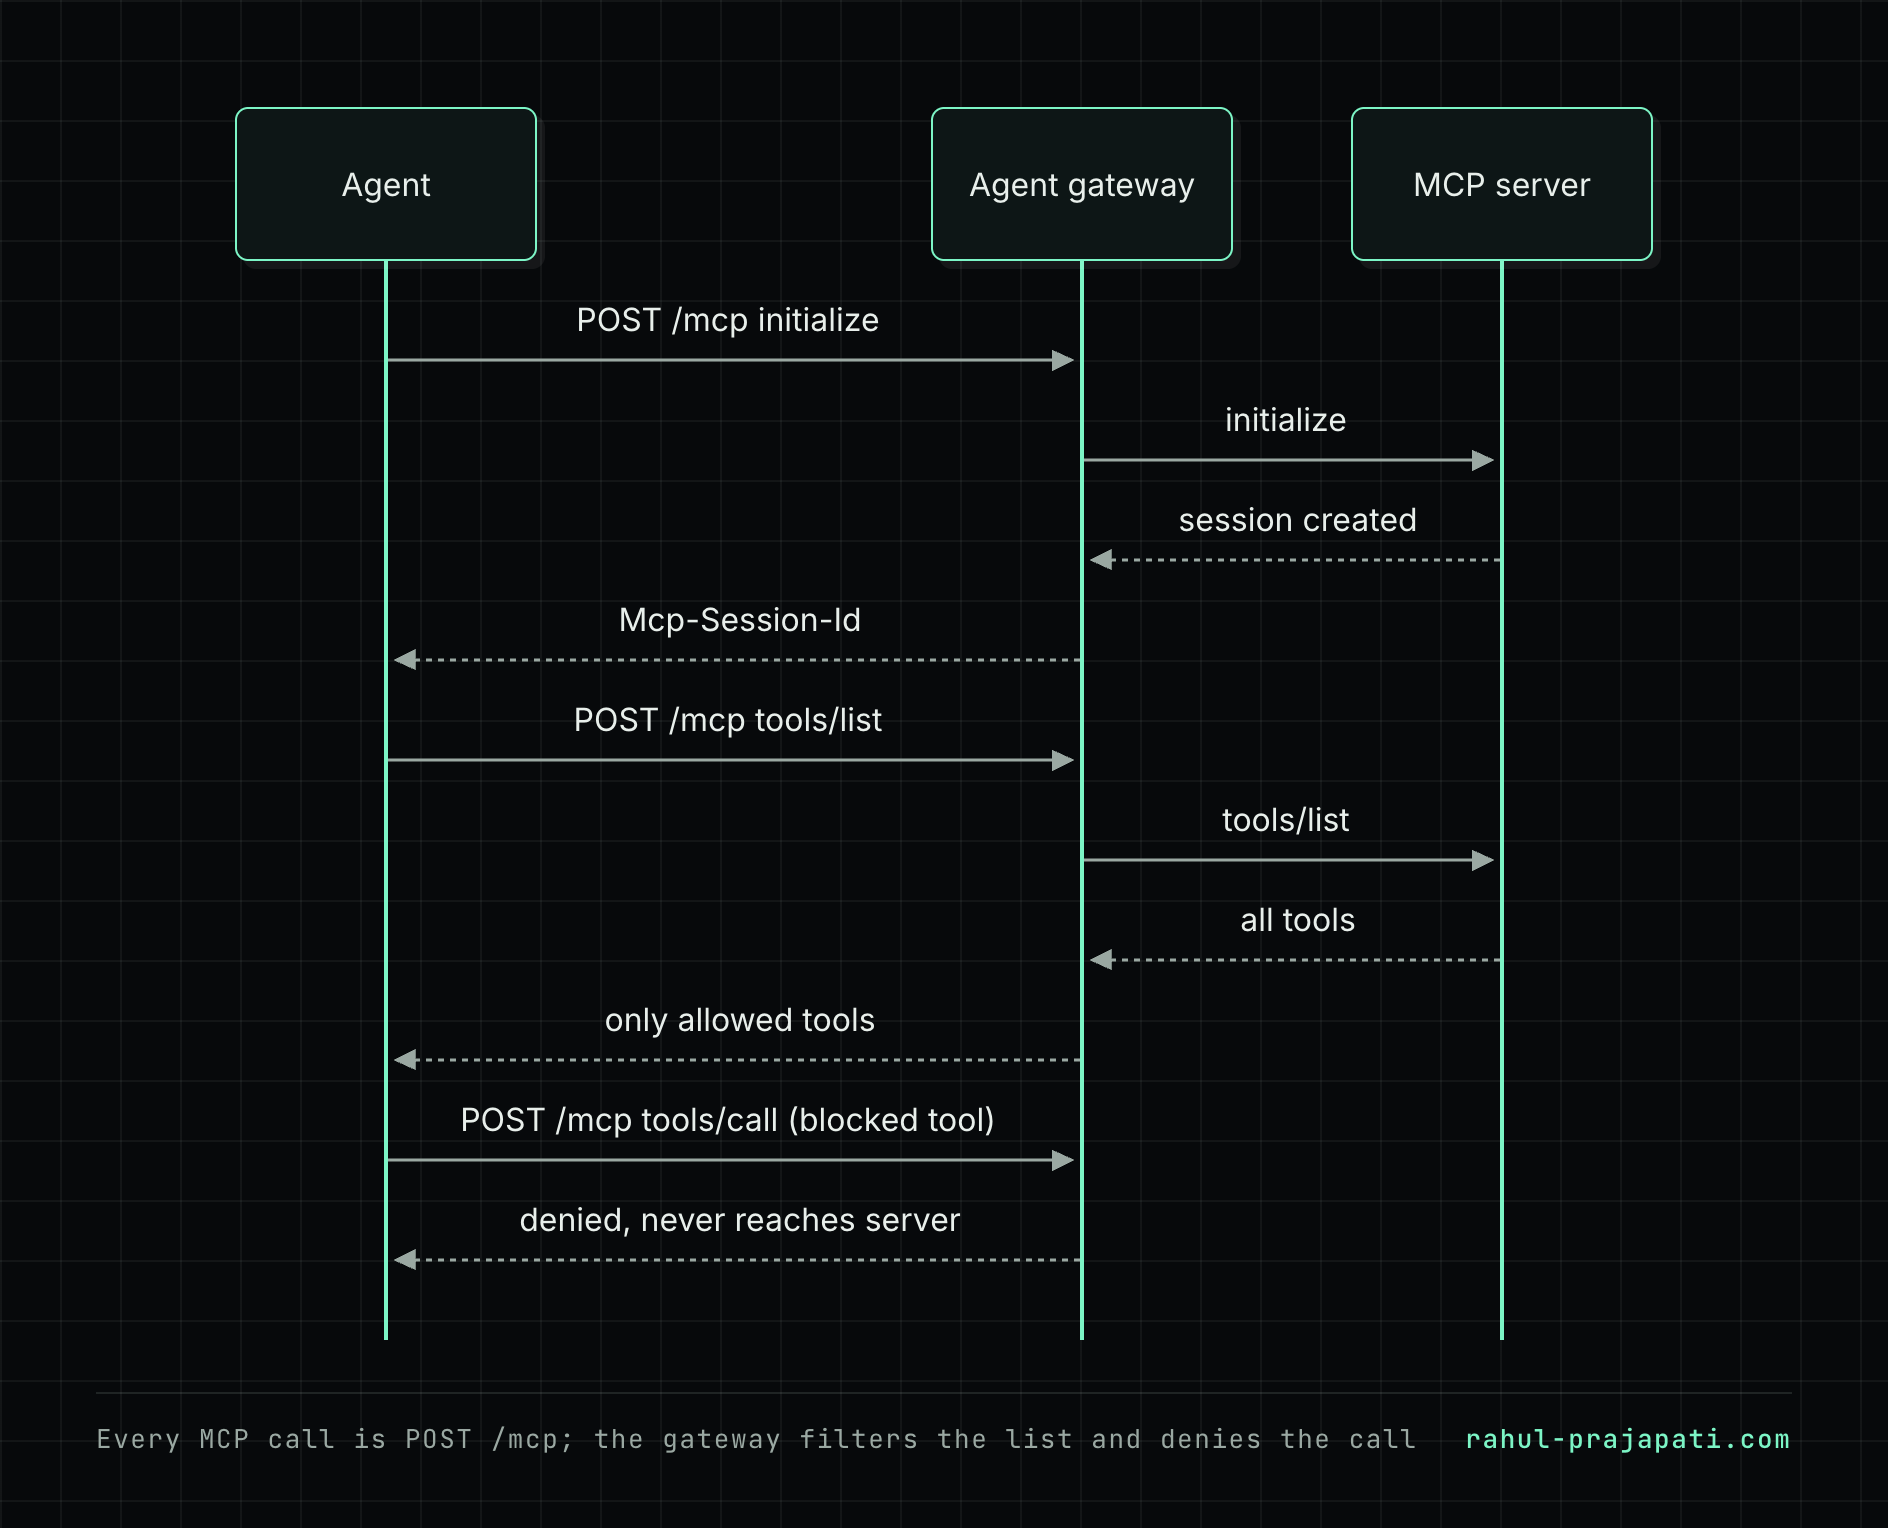 Agent
Agent gateway
MCP server
POST /mcp initialize
initialize
session created
Mcp-Session-Id
POST /mcp tools/list
tools/list
all tools
only allowed tools
POST /mcp tools/call (blocked tool)
denied, never reaches server
Every MCP call is POST /mcp; the gateway filters the list and denies the call
rahul-prajapati.com